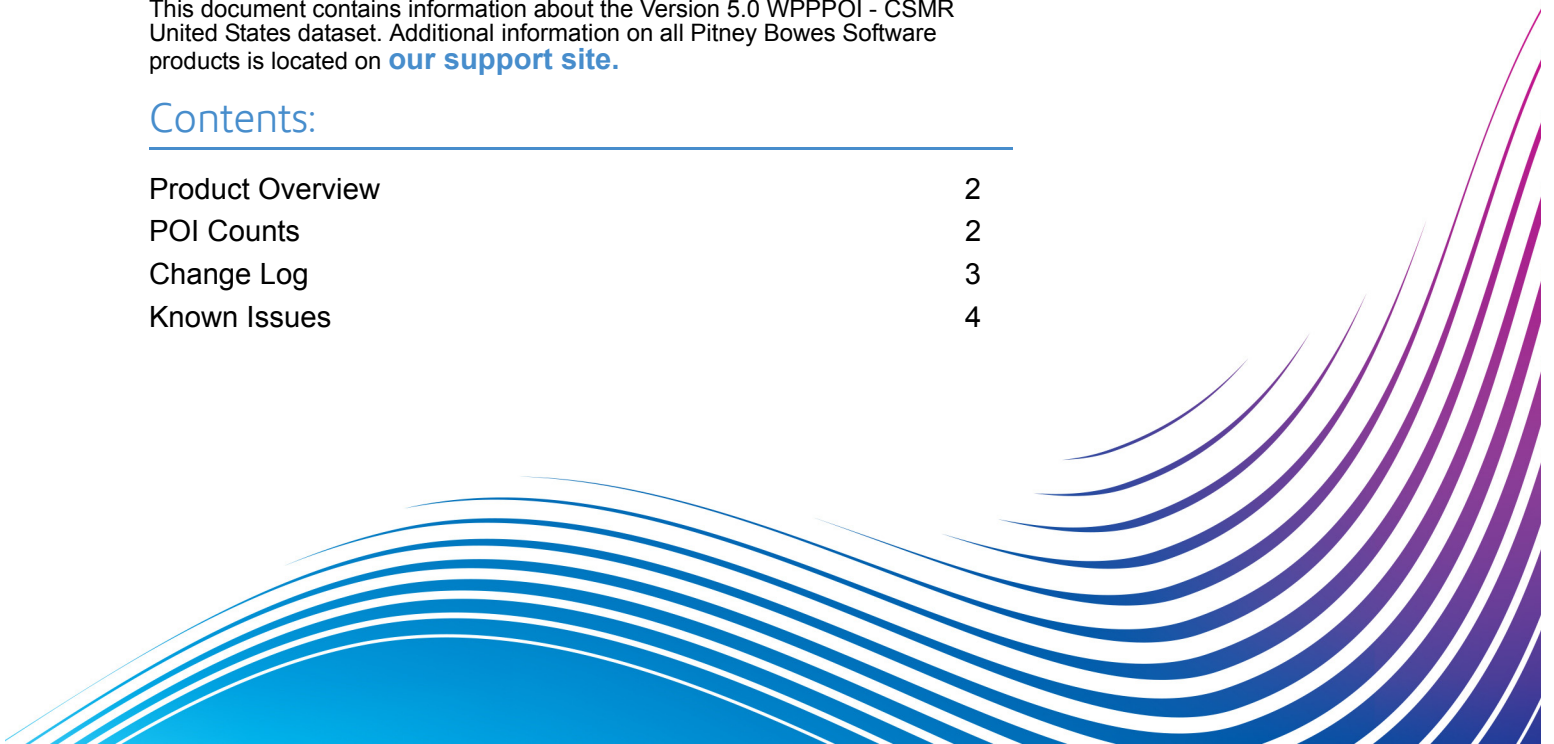 This document contains information about the Version 5.0 WPPPOI - CSMR
United States dataset. Additional information on all Pitney Bowes Software
products is located on our support site.
Contents:
Product Overview 2
POI Counts 2
Change Log 3
Known Issues 4